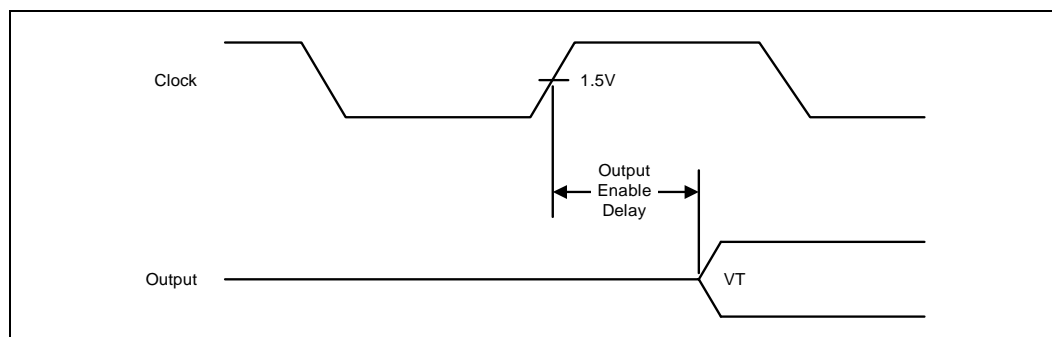 Clock
1.5V
Output
Enable
Delay
Output
VT